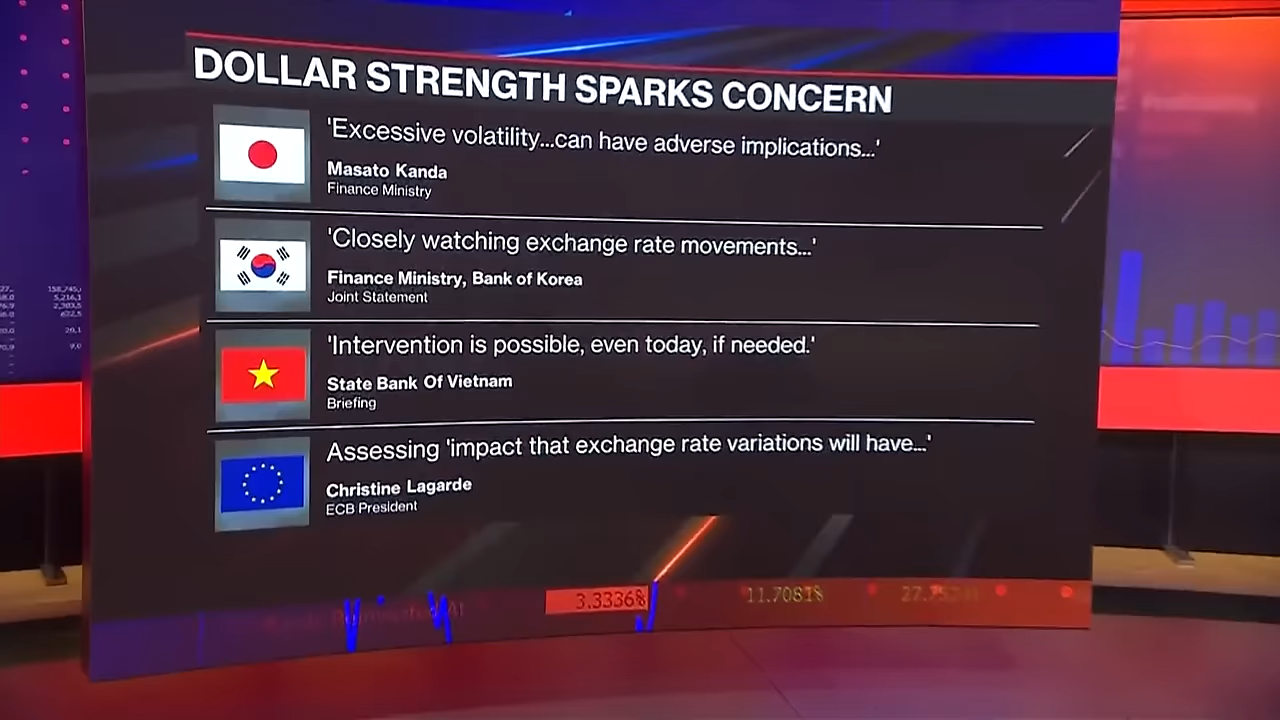 DOLLAR STRENGTH SPARKS CONCERN
'Excessive volatility...can have adverse implications...'
Masato Kanda
Finance Ministry
'Closely watching exchange rate movements...'
Finance Ministry, Bank of Korea
Joint Statement
'Intervention is possible, even today, if needed.'
State Bank Of Vietnam
Briefing
Assessing 'impact that exchange rate variations will have...'
Christine Lagarde
ECB President
3.3336%
11.7081%